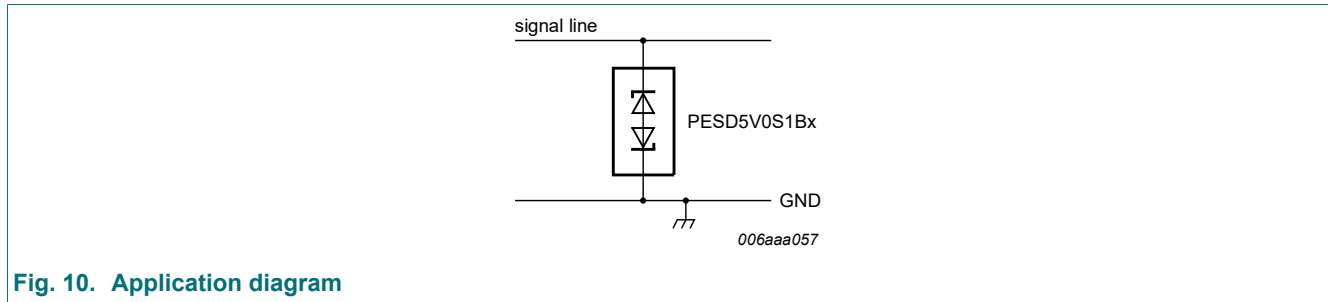 signal line
PESD5V0S1Bx
GND
006aaa057
Fig. 10. Application diagram